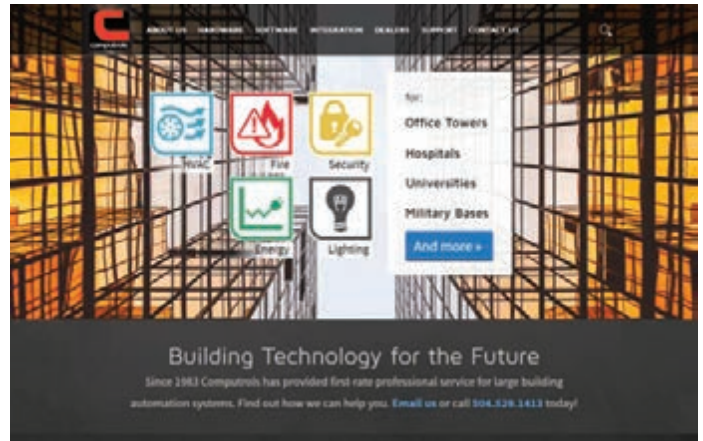 computrols
ABOUT US HARDWARE SOFTWARE INTEGRATION DEALERS SUPPORT CONTACT US
for:
Office Towers
Hospitals
Universities
Military Bases
And more »
HVAC Fire Security
Energy Lighting
Building Technology for the Future
Since 1983 Computrols has provided first rate professional service for large building
automation systems. Find out how we can help you. Email us or call 504.529.1413 today!